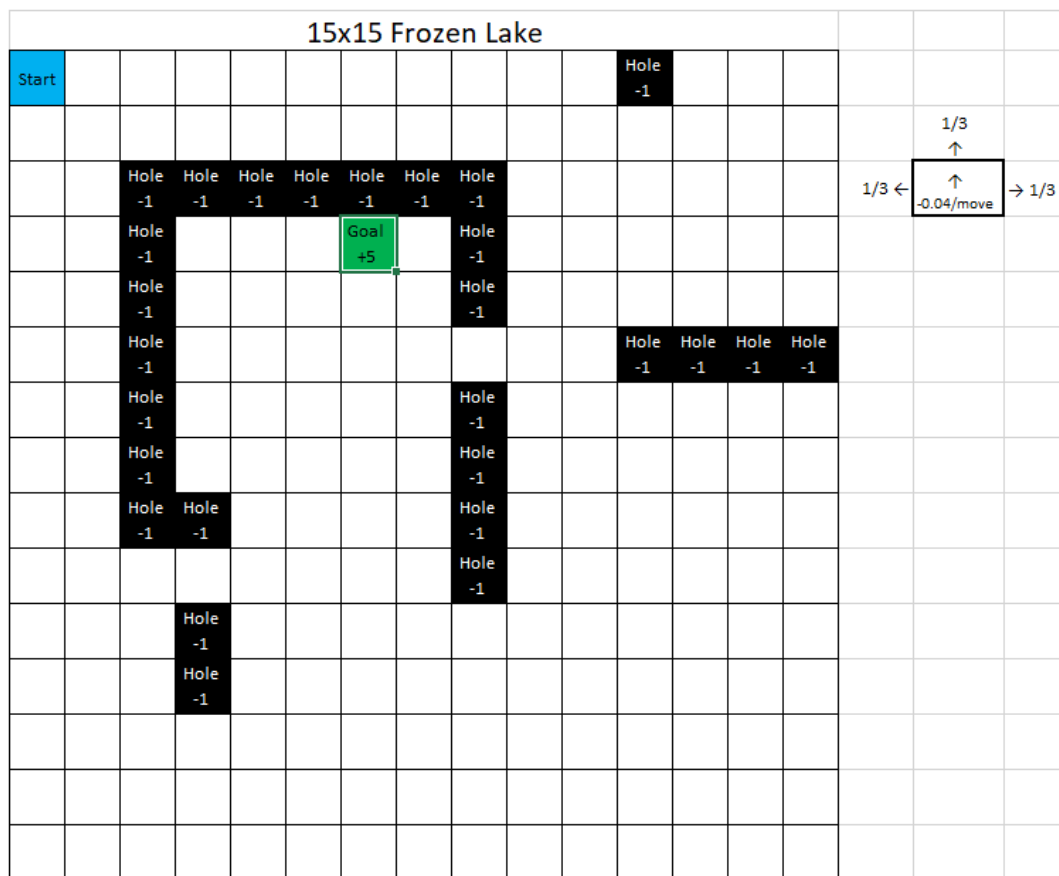 15x15 Frozen Lake
Start
Hole
-1
1/3
↑
Hole Hole Hole Hole Hole Hole Hole
-1 -1 -1 -1 -1 -1 -1
1/3 ← ↑ → 1/3
-0.04/move
Hole Goal Hole
-1 +5 -1
Hole Hole
-1 -1
Hole Hole Hole Hole Hole
-1 -1 -1 -1 -1
Hole Hole
-1 -1
Hole Hole
-1 -1
Hole Hole Hole
-1 -1 -1
Hole
-1
Hole
-1
Hole
-1